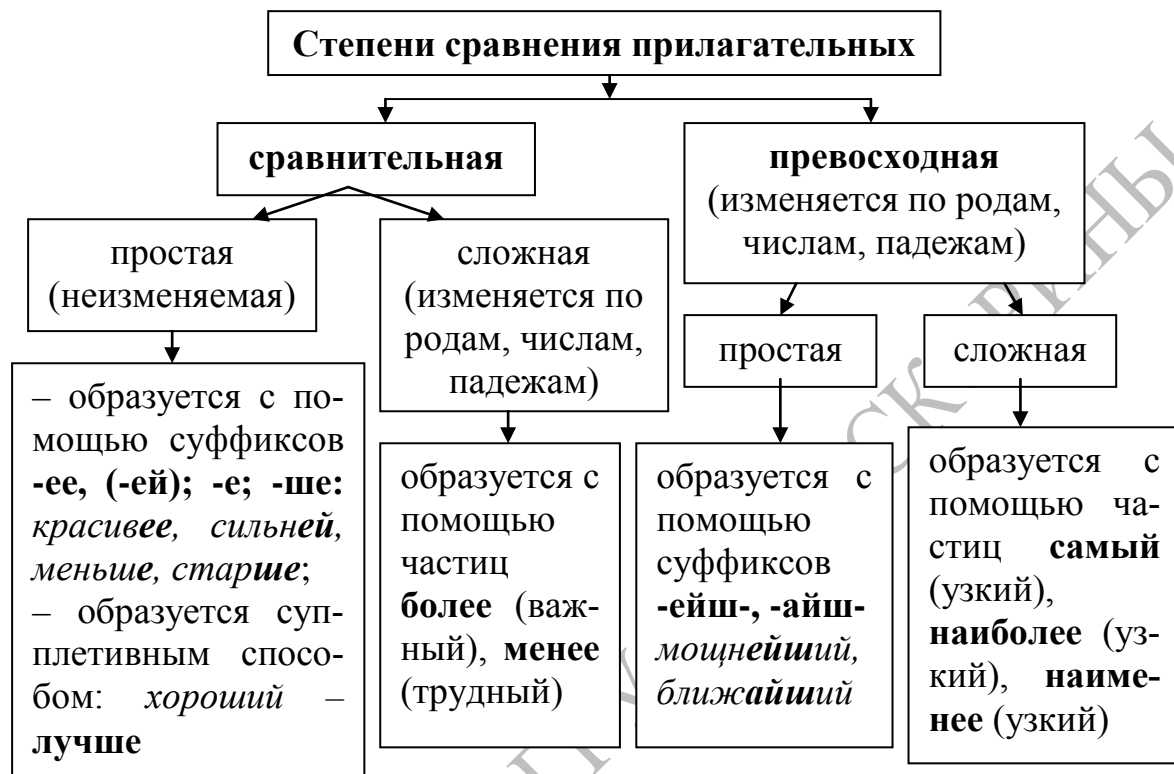 Степени сравнения прилагательных
сравнительная
простая
(неизменяемая)
– образуется с по-
мощью суффиксов
-ее, (-ей); -е; -ше:
красивее, сильней,
меньше, старше;
– образуется суп-
плетивным спосо-
бом: хороший –
лучше
сложная
(изменяется по
родам, числам,
падежам)
образуется с
помощью
частиц
более (важ-
ный), менее
(трудный)
превосходная
(изменяется по родам,
числам, падежам)
простая
образуется с
помощью
суффиксов
-ейш-, -айш-
мощнейший,
ближайший
сложная
образуется с
помощью ча-
стиц самый
(узкий),
наиболее (уз-
кий), наиме-
нее (узкий)